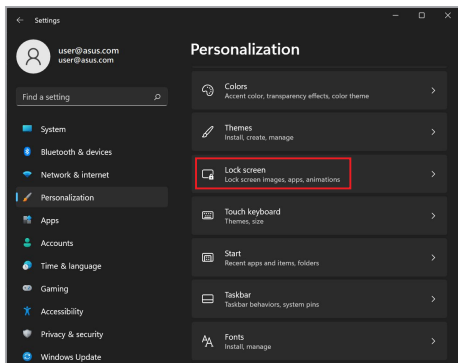 Settings
user@asus.com
user@asus.com
Find a setting
System
Bluetooth & devices
Network & internet
Personalization
Apps
Accounts
Time & language
Gaming
Accessibility
Privacy & security
Windows Update
Personalization
Colors
Accent color, transparency effects, color theme
Themes
Install, create, manage
Lock screen
Lock screen images, apps, animations
Touch keyboard
Themes, size
Start
Recent apps and items, folders
Taskbar
Taskbar behaviors, system pins
Fonts
Install, manage